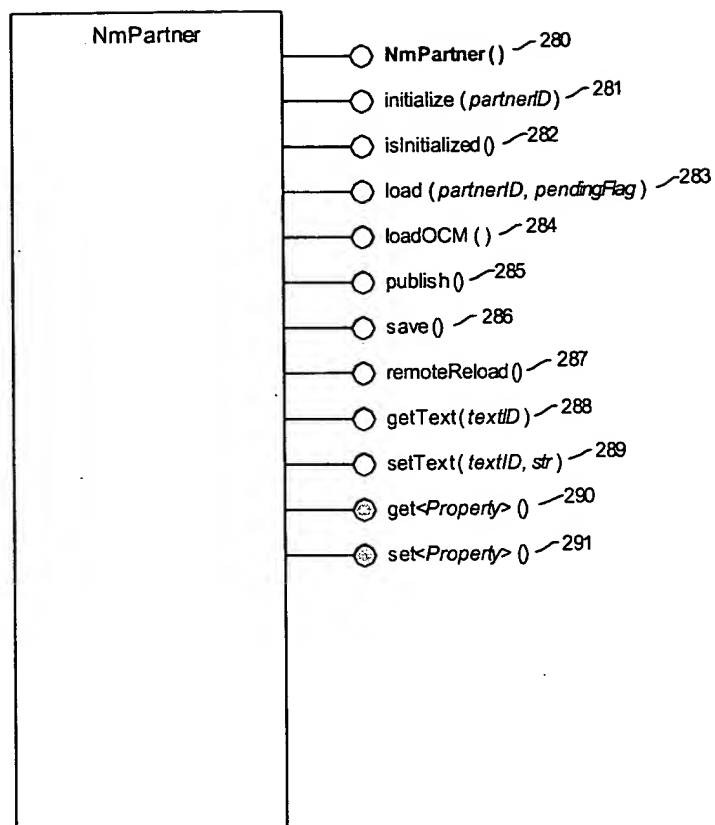 NmPartner
NmPartner() 280
initialize (partnerID) 281
isInitialized() 282
load (partnerID, pendingFlag) 283
loadOCM () 284
publish() 285
save() 286
remoteReload() 287
getText(textID) 288
setText(textID, str) 289
get<Property>() 290
set<Property>() 291